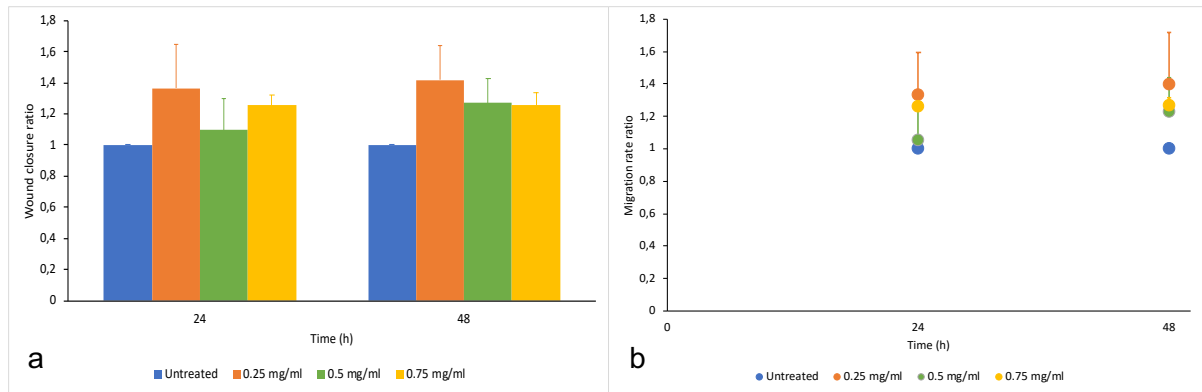 1,8
1,6
1,4
1,2
1
0,8
0,6
0,4
0,2
0
Wound closure ratio
24 48
Time (h)
a
Untreated 0.25 mg/ml 0.5 mg/ml 0.75 mg/ml
1,8
1,6
1,4
1,2
1
0,8
0,6
0,4
0,2
0
Migration rate ratio
0 24 48
Time (h)
b
Untreated 0.25 mg/ml 0.5 mg/ml 0.75 mg/ml